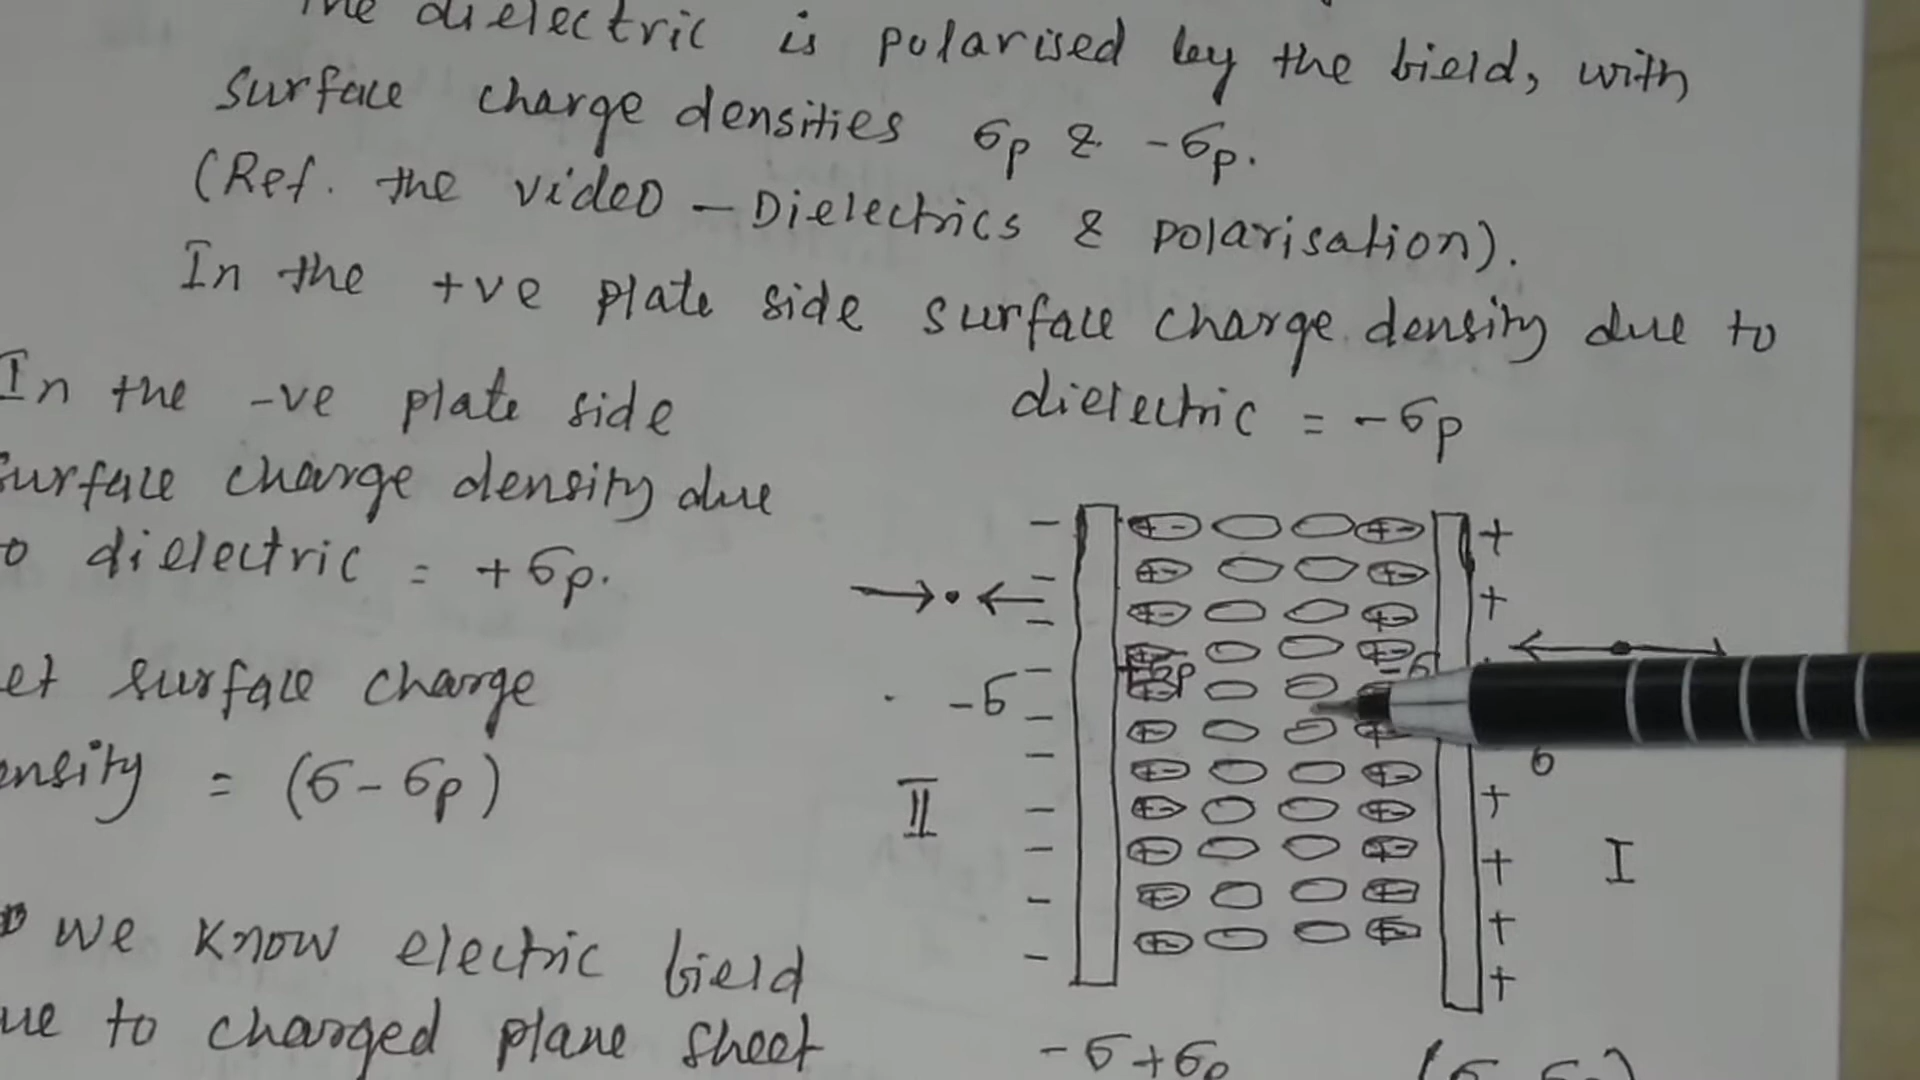 The dielectric is polarised by the field, with
surface charge densities σp & -σp.
(Ref. the video - Dielectrics & polarisation).
In the +ve plate side surface charge density due to
dielectric = -σp
In the -ve plate side
surface charge density due
to dielectric = +σp.
et surface charge
ensity = (σ-σp)
we know electric field
ue to charged plane sheet
-σ
+σp
-σ
σ
II
I
-σ+σp